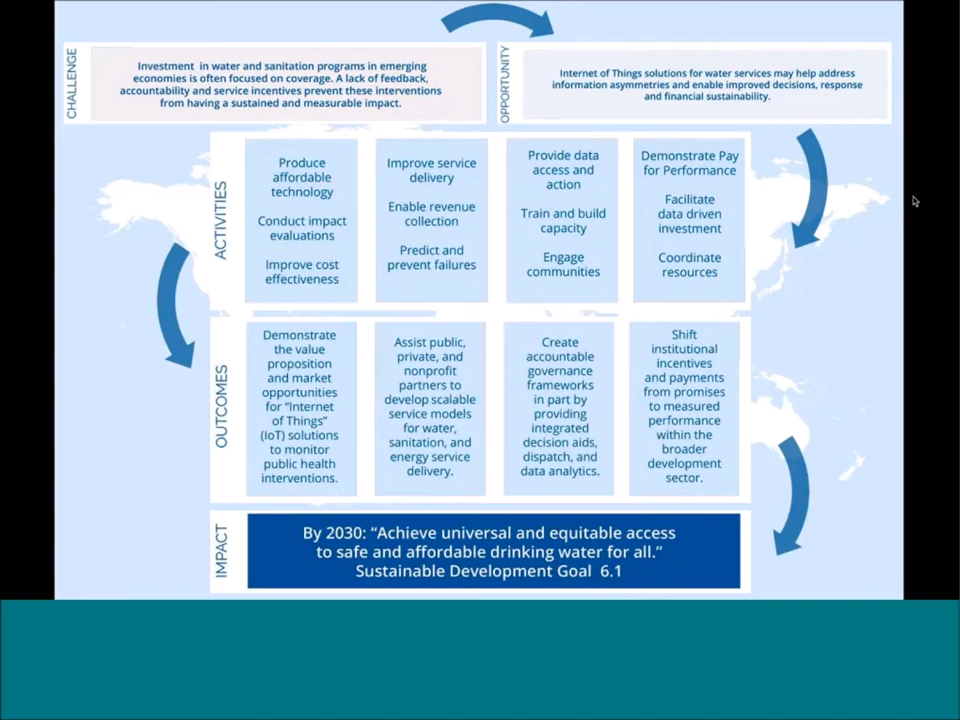 CHALLENGE
Investment in water and sanitation programs in emerging
economies is often focused on coverage. A lack of feedback,
accountability and service incentives prevent these interventions
from having a sustained and measurable impact.
OPPORTUNITY
Internet of Things solutions for water services may help address
information asymmetries and enable improved decisions, response
and financial sustainability.
ACTIVITIES
Produce
affordable
technology
Conduct impact
evaluations
Improve cost
effectiveness
Improve service
delivery
Enable revenue
collection
Predict and
prevent failures
Provide data
access and
action
Train and build
capacity
Engage
communities
Demonstrate Pay
for Performance
Facilitate
data driven
investment
Coordinate
resources
OUTCOMES
Demonstrate
the value
proposition
and market
opportunities
for “Internet
of Things”
(IoT) solutions
to monitor
public health
interventions.
Assist public,
private, and
nonprofit
partners to
develop scalable
service models
for water,
sanitation, and
energy service
delivery.
Create
accountable
governance
frameworks
in part by
providing
integrated
decision aids,
dispatch, and
data analytics.
Shift
institutional
incentives
and payments
from promises
to measured
performance
within the
broader
development
sector.
IMPACT
By 2030: “Achieve universal and equitable access
to safe and affordable drinking water for all.”
Sustainable Development Goal 6.1